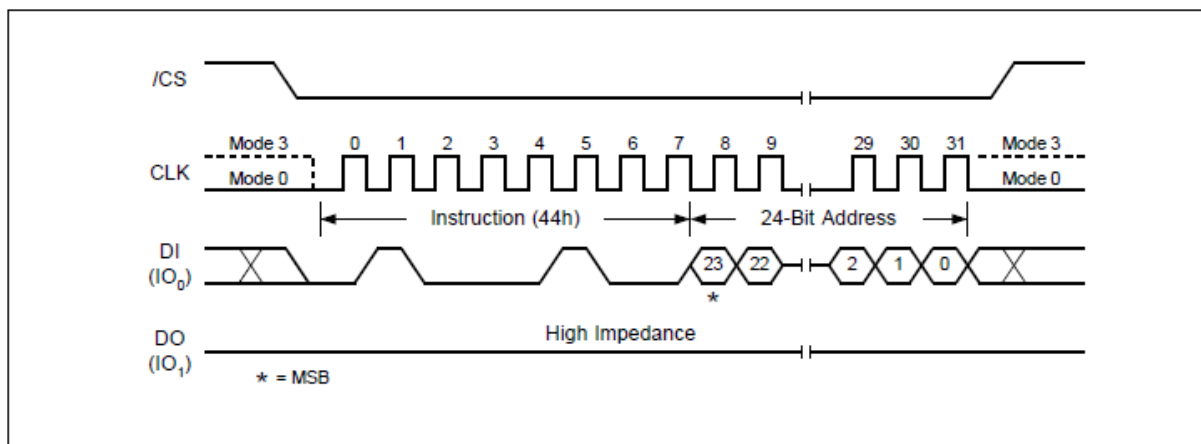 /CS
Mode 3 0 1 2 3 4 5 6 7 8 9 29 30 31 Mode 3
CLK
Mode 0 Mode 0
Instruction (44h) 24-Bit Address
DI
(IO0)
23 22 2 1 0
*
High Impedance
DO
(IO1)
* = MSB